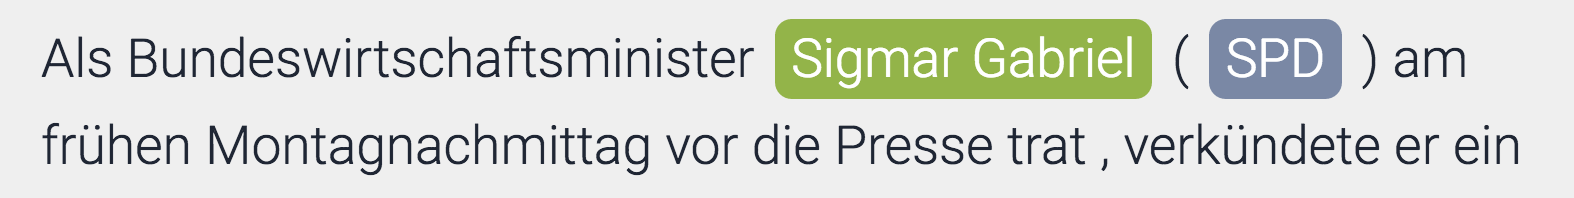 Als Bundeswirtschaftsminister Sigmar Gabriel ( SPD ) am
frühen Montagnachmittag vor die Presse trat , verkündete er ein